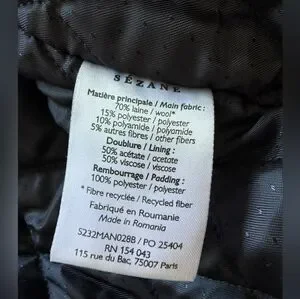 SÉZANE
Matière principale / Main fabric :
70% laine / wool*
15% polyester / polyester
10% polyamide / polyamide
5% autres fibres / other fibers
Doublure / Lining :
50% acétate / acetate
50% viscose / viscose
Rembourrage / Padding :
100% polyester / polyester
* Fibre recyclée / Recycled fiber
Fabriqué en Roumanie
Made in Romania
S232MAN028B / PO 25404
RN 154 043
115 rue du bac, 75007 Paris